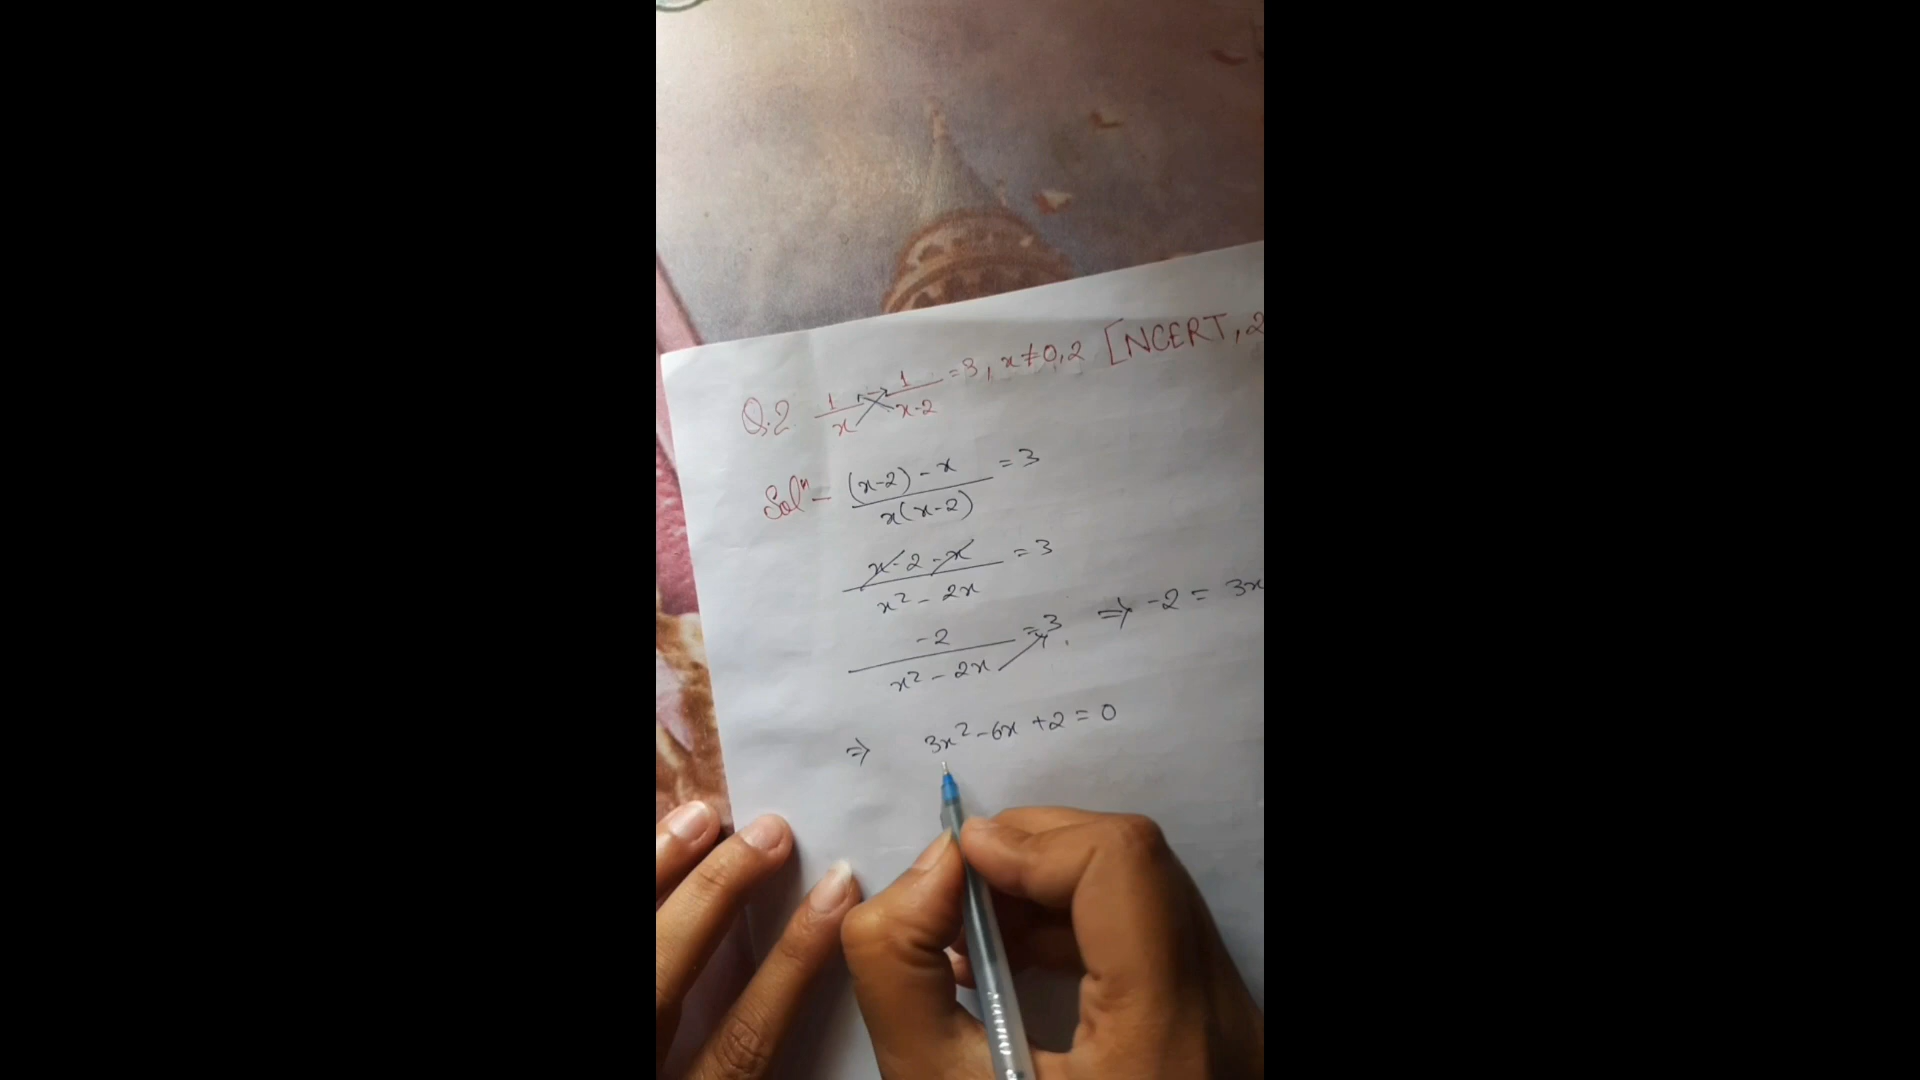 Q.2. 1/x - 1/(x-2) = 3, x≠0,2 [NCERT, 2
Solⁿ - ((x-2) - x)/(x(x-2)) = 3
(x - 2 - x)/(x² - 2x) = 3
-2/(x² - 2x) = 3 ⇒ -2 = 3x
⇒ 3x² - 6x + 2 = 0